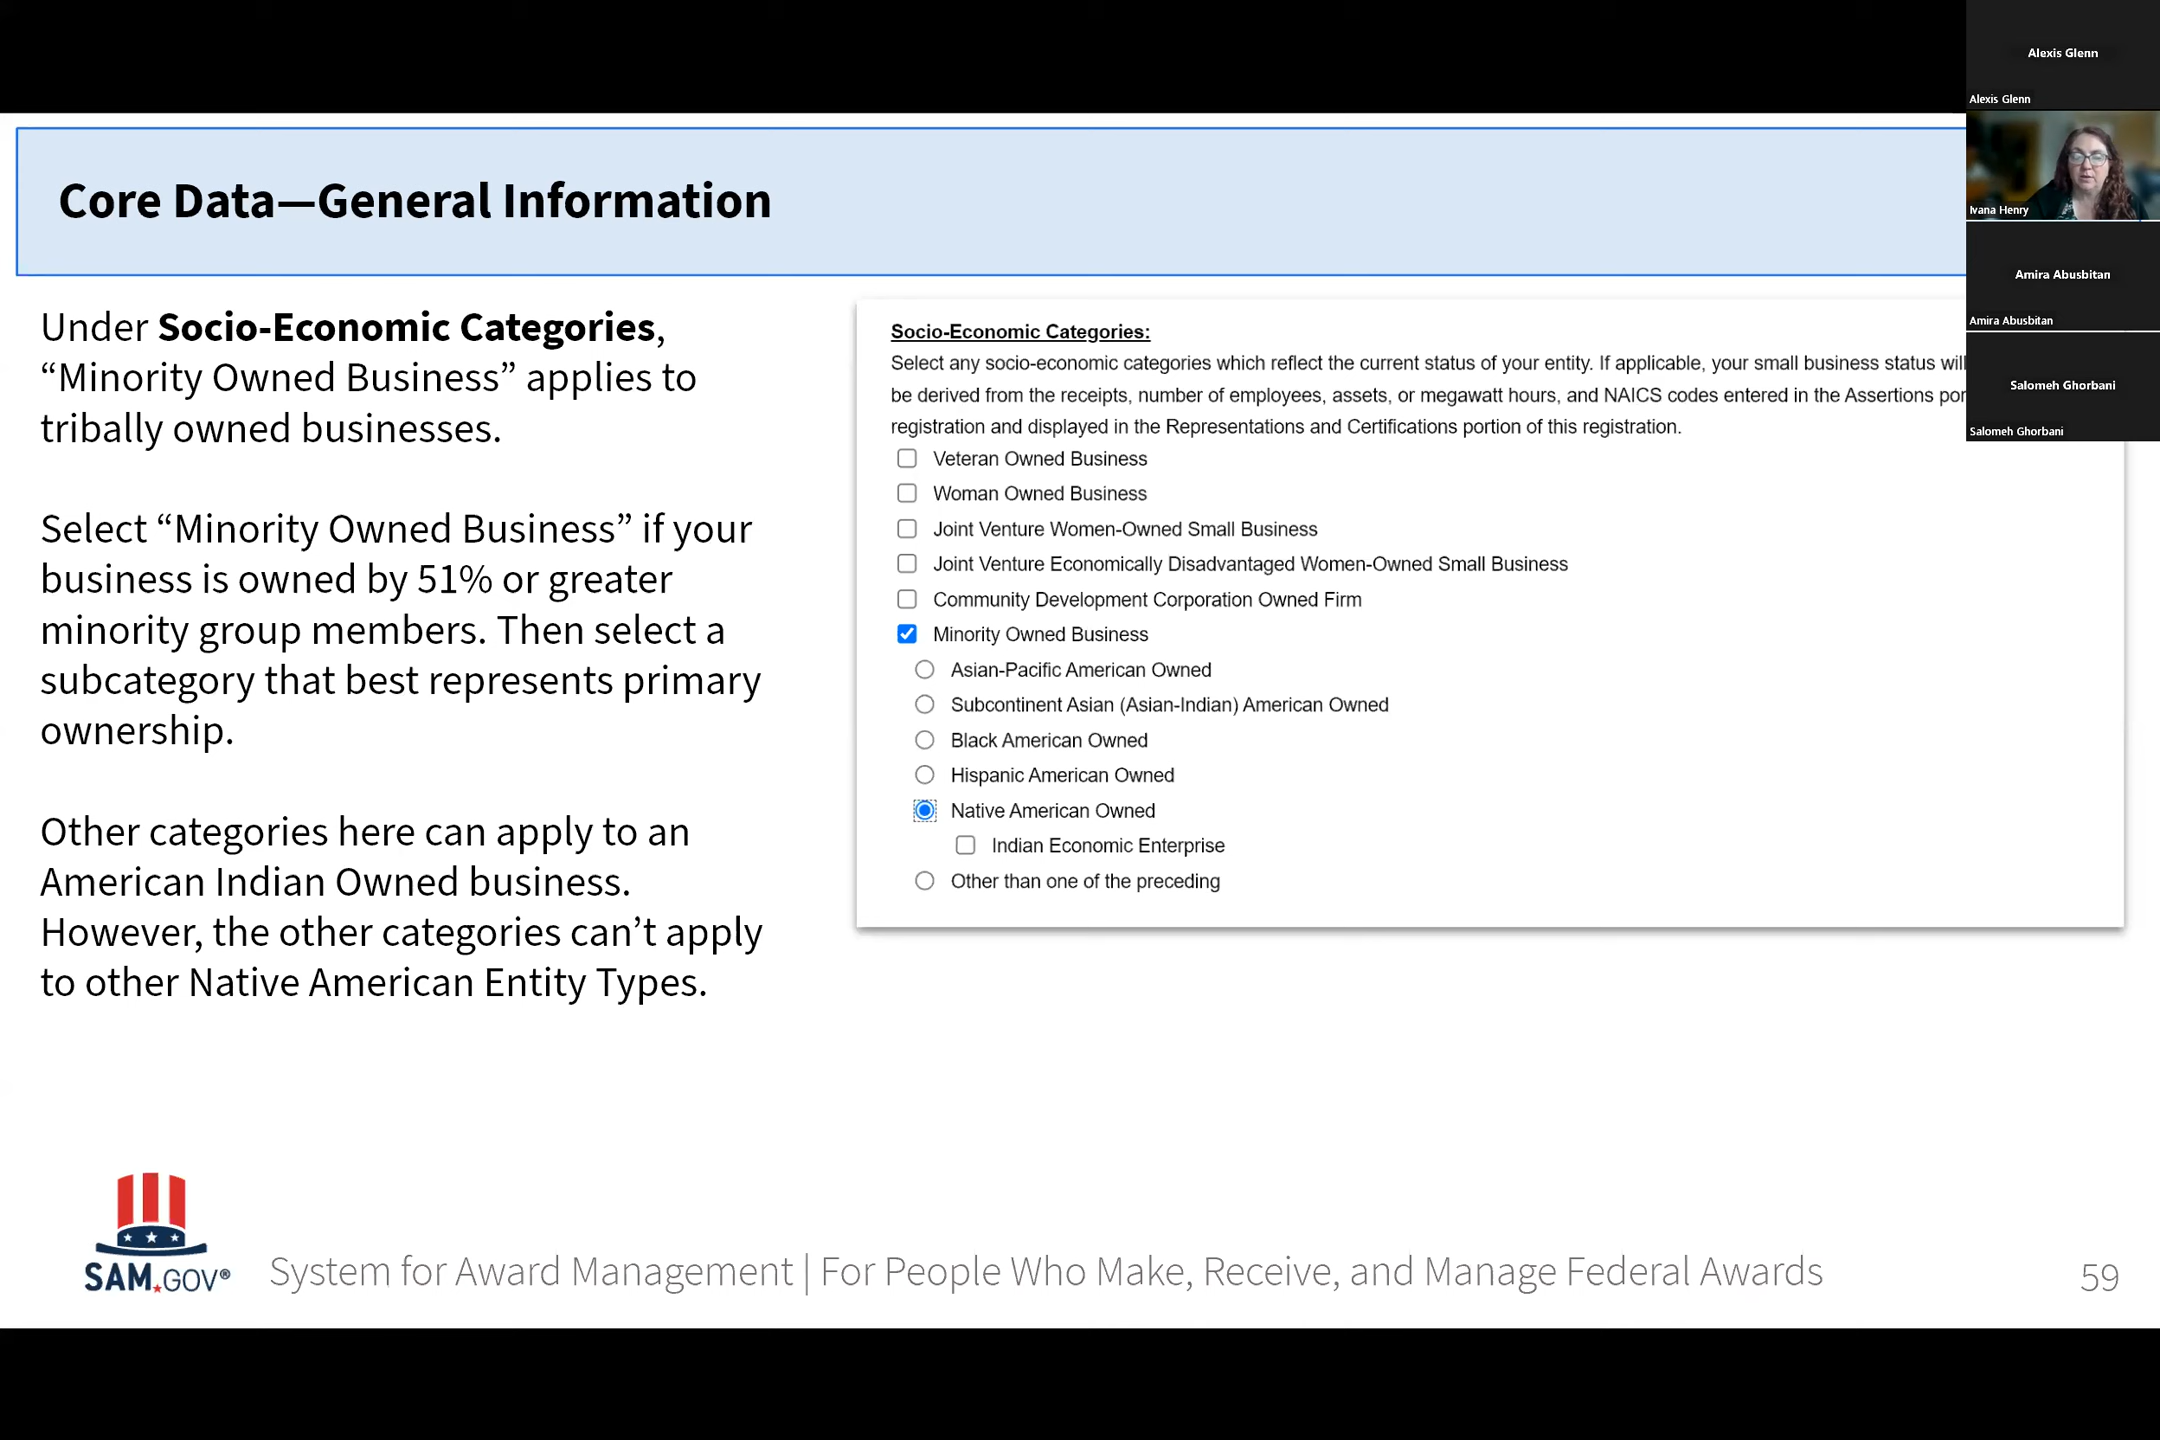 Alexis Glenn
Alexis Glenn
Ivana Henry
Amira Abusbitan
Amira Abusbitan
Salomeh Ghorbani
Salomeh Ghorbani
Core Data—General Information
Under Socio-Economic Categories,
“Minority Owned Business” applies to
tribally owned businesses.
Select “Minority Owned Business” if your
business is owned by 51% or greater
minority group members. Then select a
subcategory that best represents primary
ownership.
Other categories here can apply to an
American Indian Owned business.
However, the other categories can’t apply
to other Native American Entity Types.
Socio-Economic Categories:
Select any socio-economic categories which reflect the current status of your entity. If applicable, your small business status will
be derived from the receipts, number of employees, assets, or megawatt hours, and NAICS codes entered in the Assertions por
registration and displayed in the Representations and Certifications portion of this registration.
Veteran Owned Business
Woman Owned Business
Joint Venture Women-Owned Small Business
Joint Venture Economically Disadvantaged Women-Owned Small Business
Community Development Corporation Owned Firm
Minority Owned Business
Asian-Pacific American Owned
Subcontinent Asian (Asian-Indian) American Owned
Black American Owned
Hispanic American Owned
Native American Owned
Indian Economic Enterprise
Other than one of the preceding
SAM.GOV®
System for Award Management | For People Who Make, Receive, and Manage Federal Awards
59